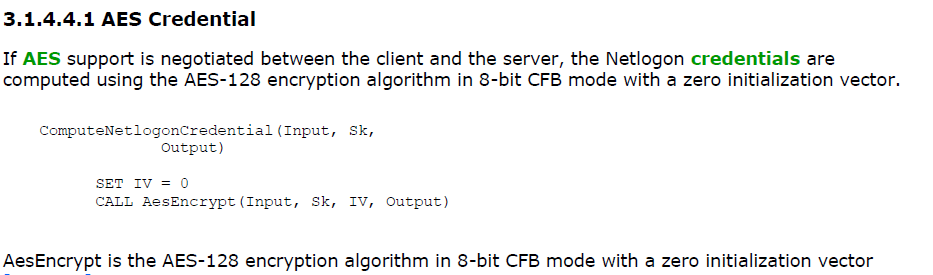 3.1.4.4.1 AES Credential
If AES support is negotiated between the client and the server, the Netlogon credentials are
computed using the AES-128 encryption algorithm in 8-bit CFB mode with a zero initialization vector.
ComputeNetlogonCredential(Input, Sk,
Output)
SET IV = 0
CALL AesEncrypt(Input, Sk, IV, Output)
AesEncrypt is the AES-128 encryption algorithm in 8-bit CFB mode with a zero initialization vector